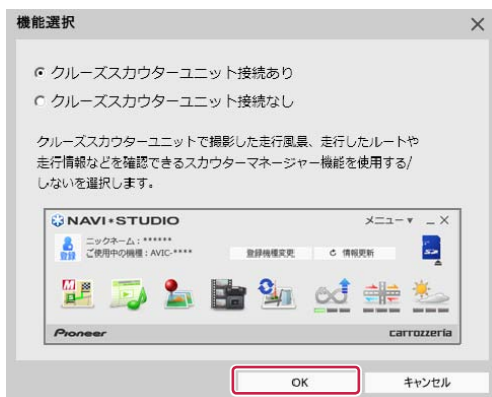 機能選択
クルーズスカウターユニット接続あり
クルーズスカウターユニット接続なし
クルーズスカウターユニットで撮影した走行風景、走行したルートや
走行情報などを確認できるスカウターマネージャー機能を使用する/
しないを選択します。
NAVI*STUDIO メニュー
登録 ニックネーム:******
ご使用中の機種:AVIC-**** 登録機種変更 情報更新
Pioneer carrozzeria
OK キャンセル